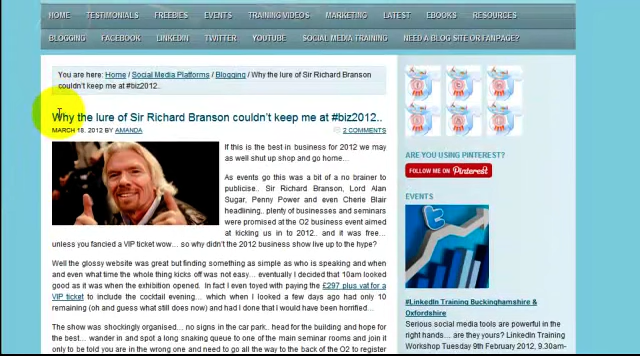 HOME TESTIMONIALS FREEBIES EVENTS TRAINING VIDEOS MARKETING LATEST EBOOKS RESOURCES
BLOGGING FACEBOOK LINKEDIN TWITTER YOUTUBE SOCIAL MEDIA TRAINING NEED A BLOG SITE OR FANPAGE?
You are here: Home / Social Media Platforms / Blogging / Why the lure of Sir Richard Branson
couldn't keep me at #biz2012..
Why the lure of Sir Richard Branson couldn't keep me at #biz2012..
MARCH 18, 2012 BY AMANDA 2 COMMENTS
If this is the best in business for 2012 we may
as well shut up shop and go home...
As events go this was a bit of a no brainer to
publicise.. Sir Richard Branson, Lord Alan
Sugar, Penny Power and even Cherie Blair
headlining.. plenty of businesses and seminars
were promised at the O2 business event aimed
at kicking us in to 2012.. and it was free...
unless you fancied a VIP ticket wow... so why didn't the 2012 business show live up to the hype?
Well the glossy website was great but finding something as simple as who is speaking and when
and even what time the whole thing kicks off was not easy... eventually I decided that 10am looked
good as it was when the exhibition opened. In fact I even toyed with paying the £297 plus vat for a
VIP ticket to include the cocktail evening... which when I looked a few days ago had only 10
remaining (oh and guess what still does now) and had I done that I would have been horrified...
The show was shockingly organised... no signs in the car park.. head for the building and hope for
the best... wander in and spot a long snaking queue to one of the main seminar rooms and join it
only to be told you are in the wrong one and need to go all the way to the back of the O2 to register
ARE YOU USING PINTEREST?
FOLLOW ME ON Pinterest
EVENTS
#LinkedIn Training Buckinghamshire &
Oxfordshire
Serious social media tools are powerful in the
right hands... are they yours? Linkedin Training
Workshop Tuesday 9th February 2012, 9.30am-